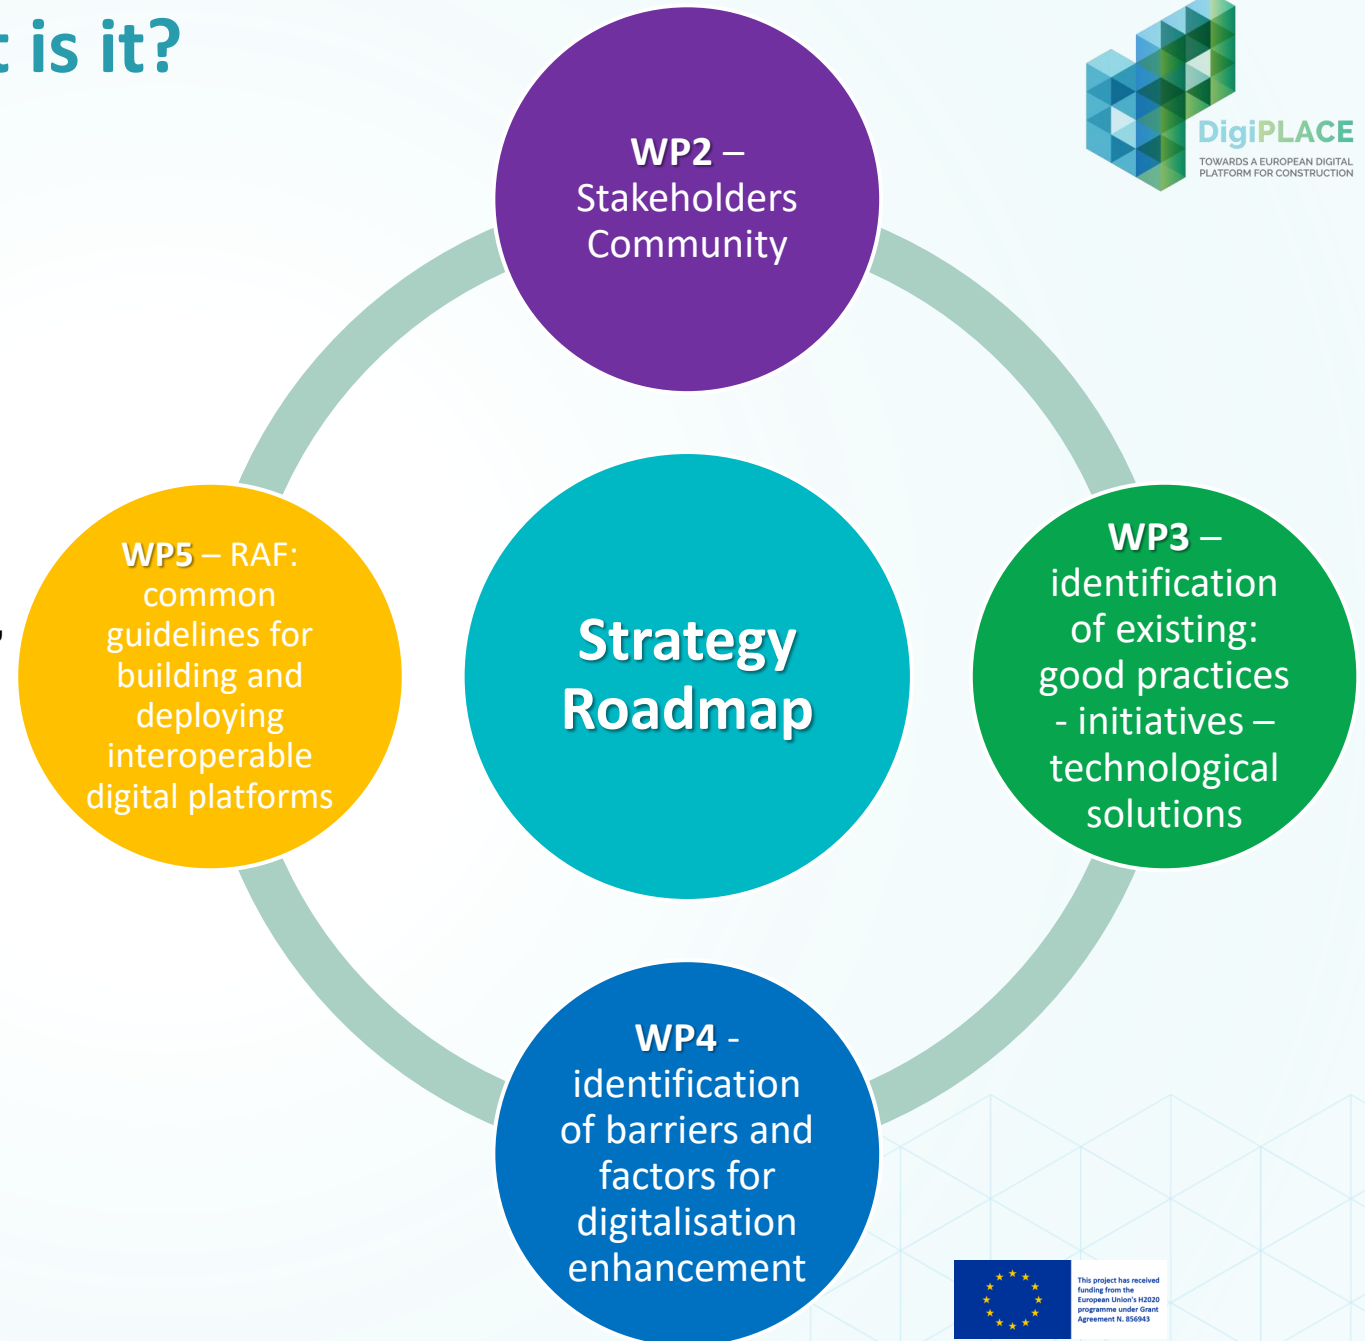 t is it?
DigiPLACE
TOWARDS A EUROPEAN DIGITAL
PLATFORM FOR CONSTRUCTION
WP2 –
Stakeholders
Community
WP5 – RAF:
common
guidelines for
building and
deploying
interoperable
digital platforms
,
Strategy
Roadmap
WP3 –
identification
of existing:
good practices
- initiatives –
technological
solutions
WP4 -
identification
of barriers and
factors for
digitalisation
enhancement
This project has received
funding from the
European Union's H2020
programme under Grant
Agreement N. 856943